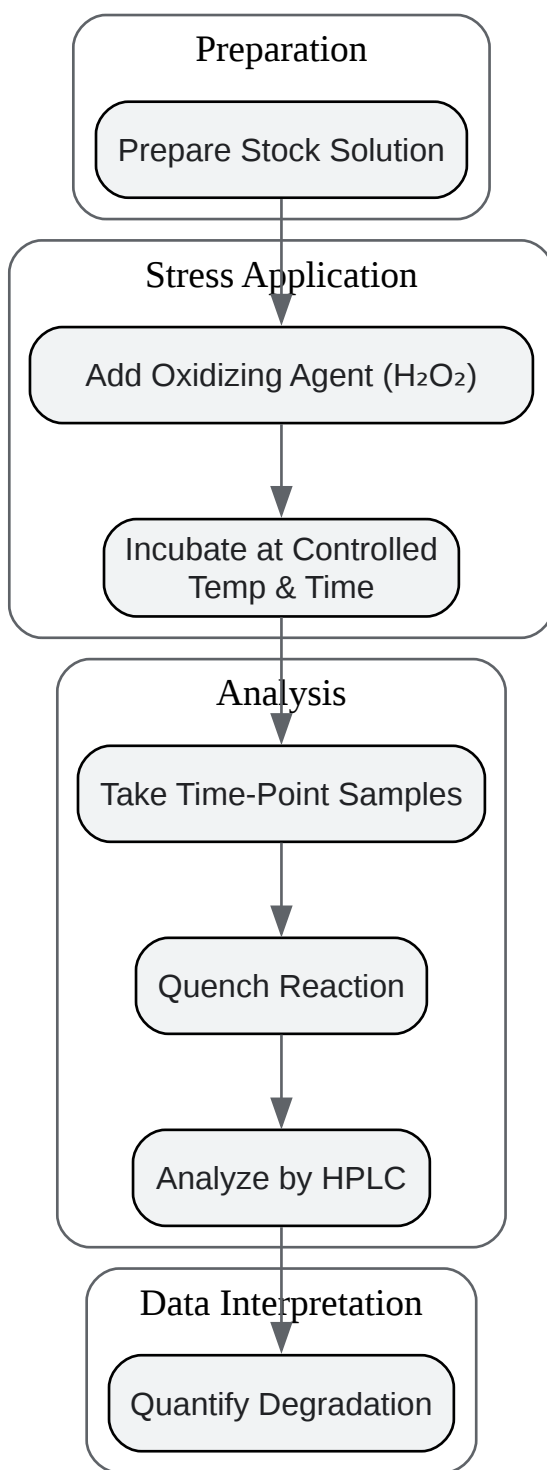 Preparation
Prepare Stock Solution
Stress Application
Add Oxidizing Agent (H₂O₂)
Incubate at Controlled
Temp & Time
Analysis
Take Time-Point Samples
Quench Reaction
Analyze by HPLC
Data Interpretation
Quantify Degradation